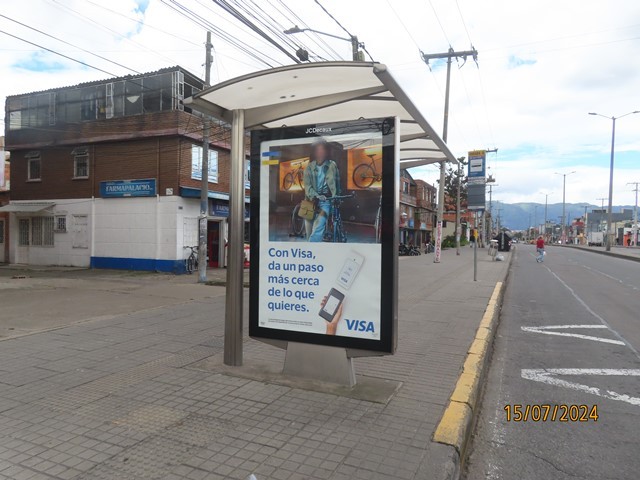 JCDecaux
FARMAPALACIO
Con Visa,
da un paso
más cerca
de lo que
quieres.
VISA
15/07/2024